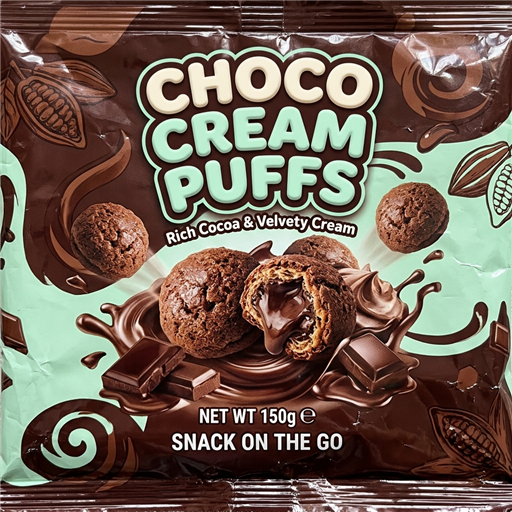 CHOCO
CREAM
PUFFS
Rich Cocoa & Velvety Cream
NET WT 150g ℮
SNACK ON THE GO